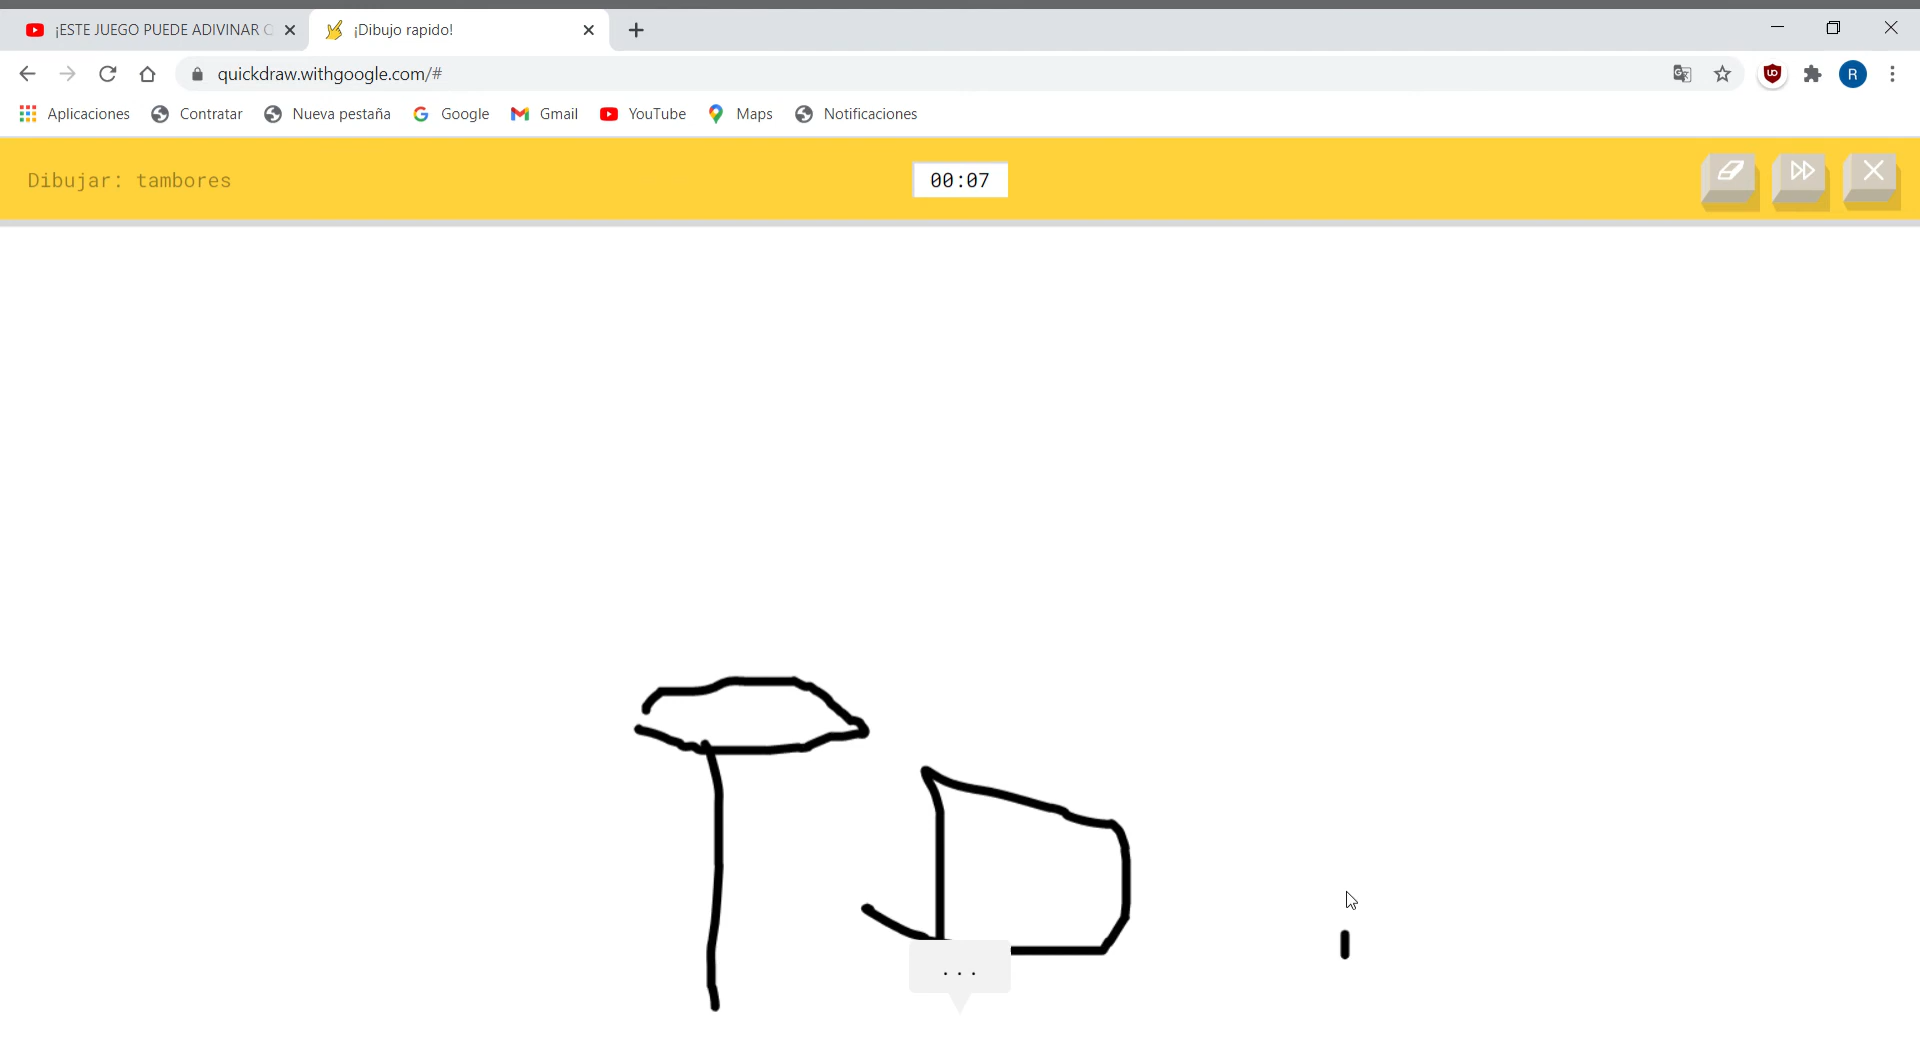 ¡ESTE JUEGO PUEDE ADIVINAR
¡Dibujo rapido!
quickdraw.withgoogle.com/#
R
Aplicaciones
Contratar
Nueva pestaña
Google
Gmail
YouTube
Maps
Notificaciones
Dibujar: tambores
00:07
...